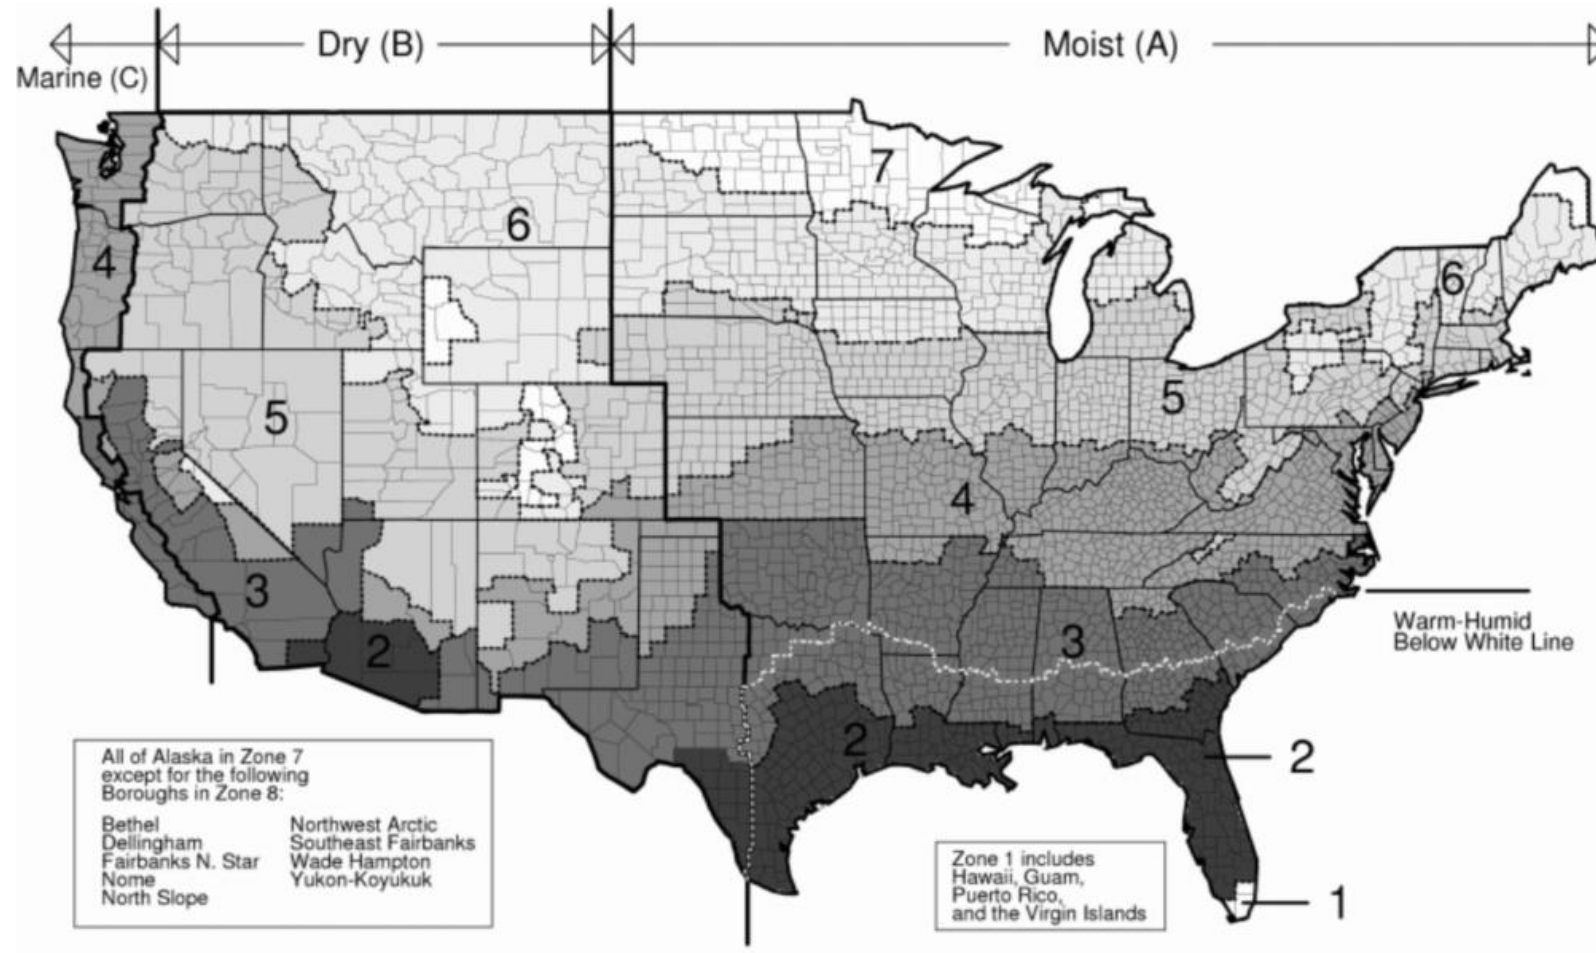 Dry (B)
Moist (A)
Marine (C)
7
6
4
6
5
5
4
3
3
2
2
Warm-Humid
Below White Line
2
1
All of Alaska in Zone 7
except for the following
Boroughs in Zone 8:
Bethel
Dellingham
Fairbanks N. Star
Nome
North Slope
Northwest Arctic
Southeast Fairbanks
Wade Hampton
Yukon-Koyukuk
Zone 1 includes
Hawaii, Guam,
Puerto Rico,
and the Virgin Islands